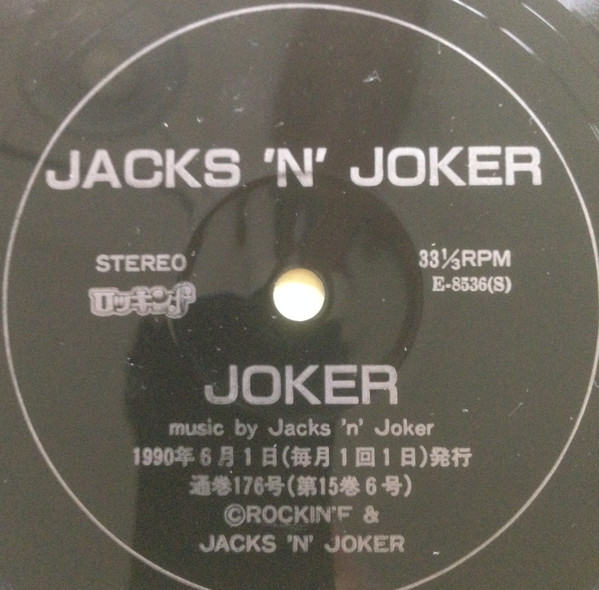 JACKS 'N' JOKER
STEREO
33⅓RPM
E-8536(S)
ロッキンf
JOKER
music by Jacks 'n' Joker
1990年6月1日(毎月1回1日)発行
通巻176号(第15巻6号)
©ROCKIN'F &
JACKS 'N' JOKER